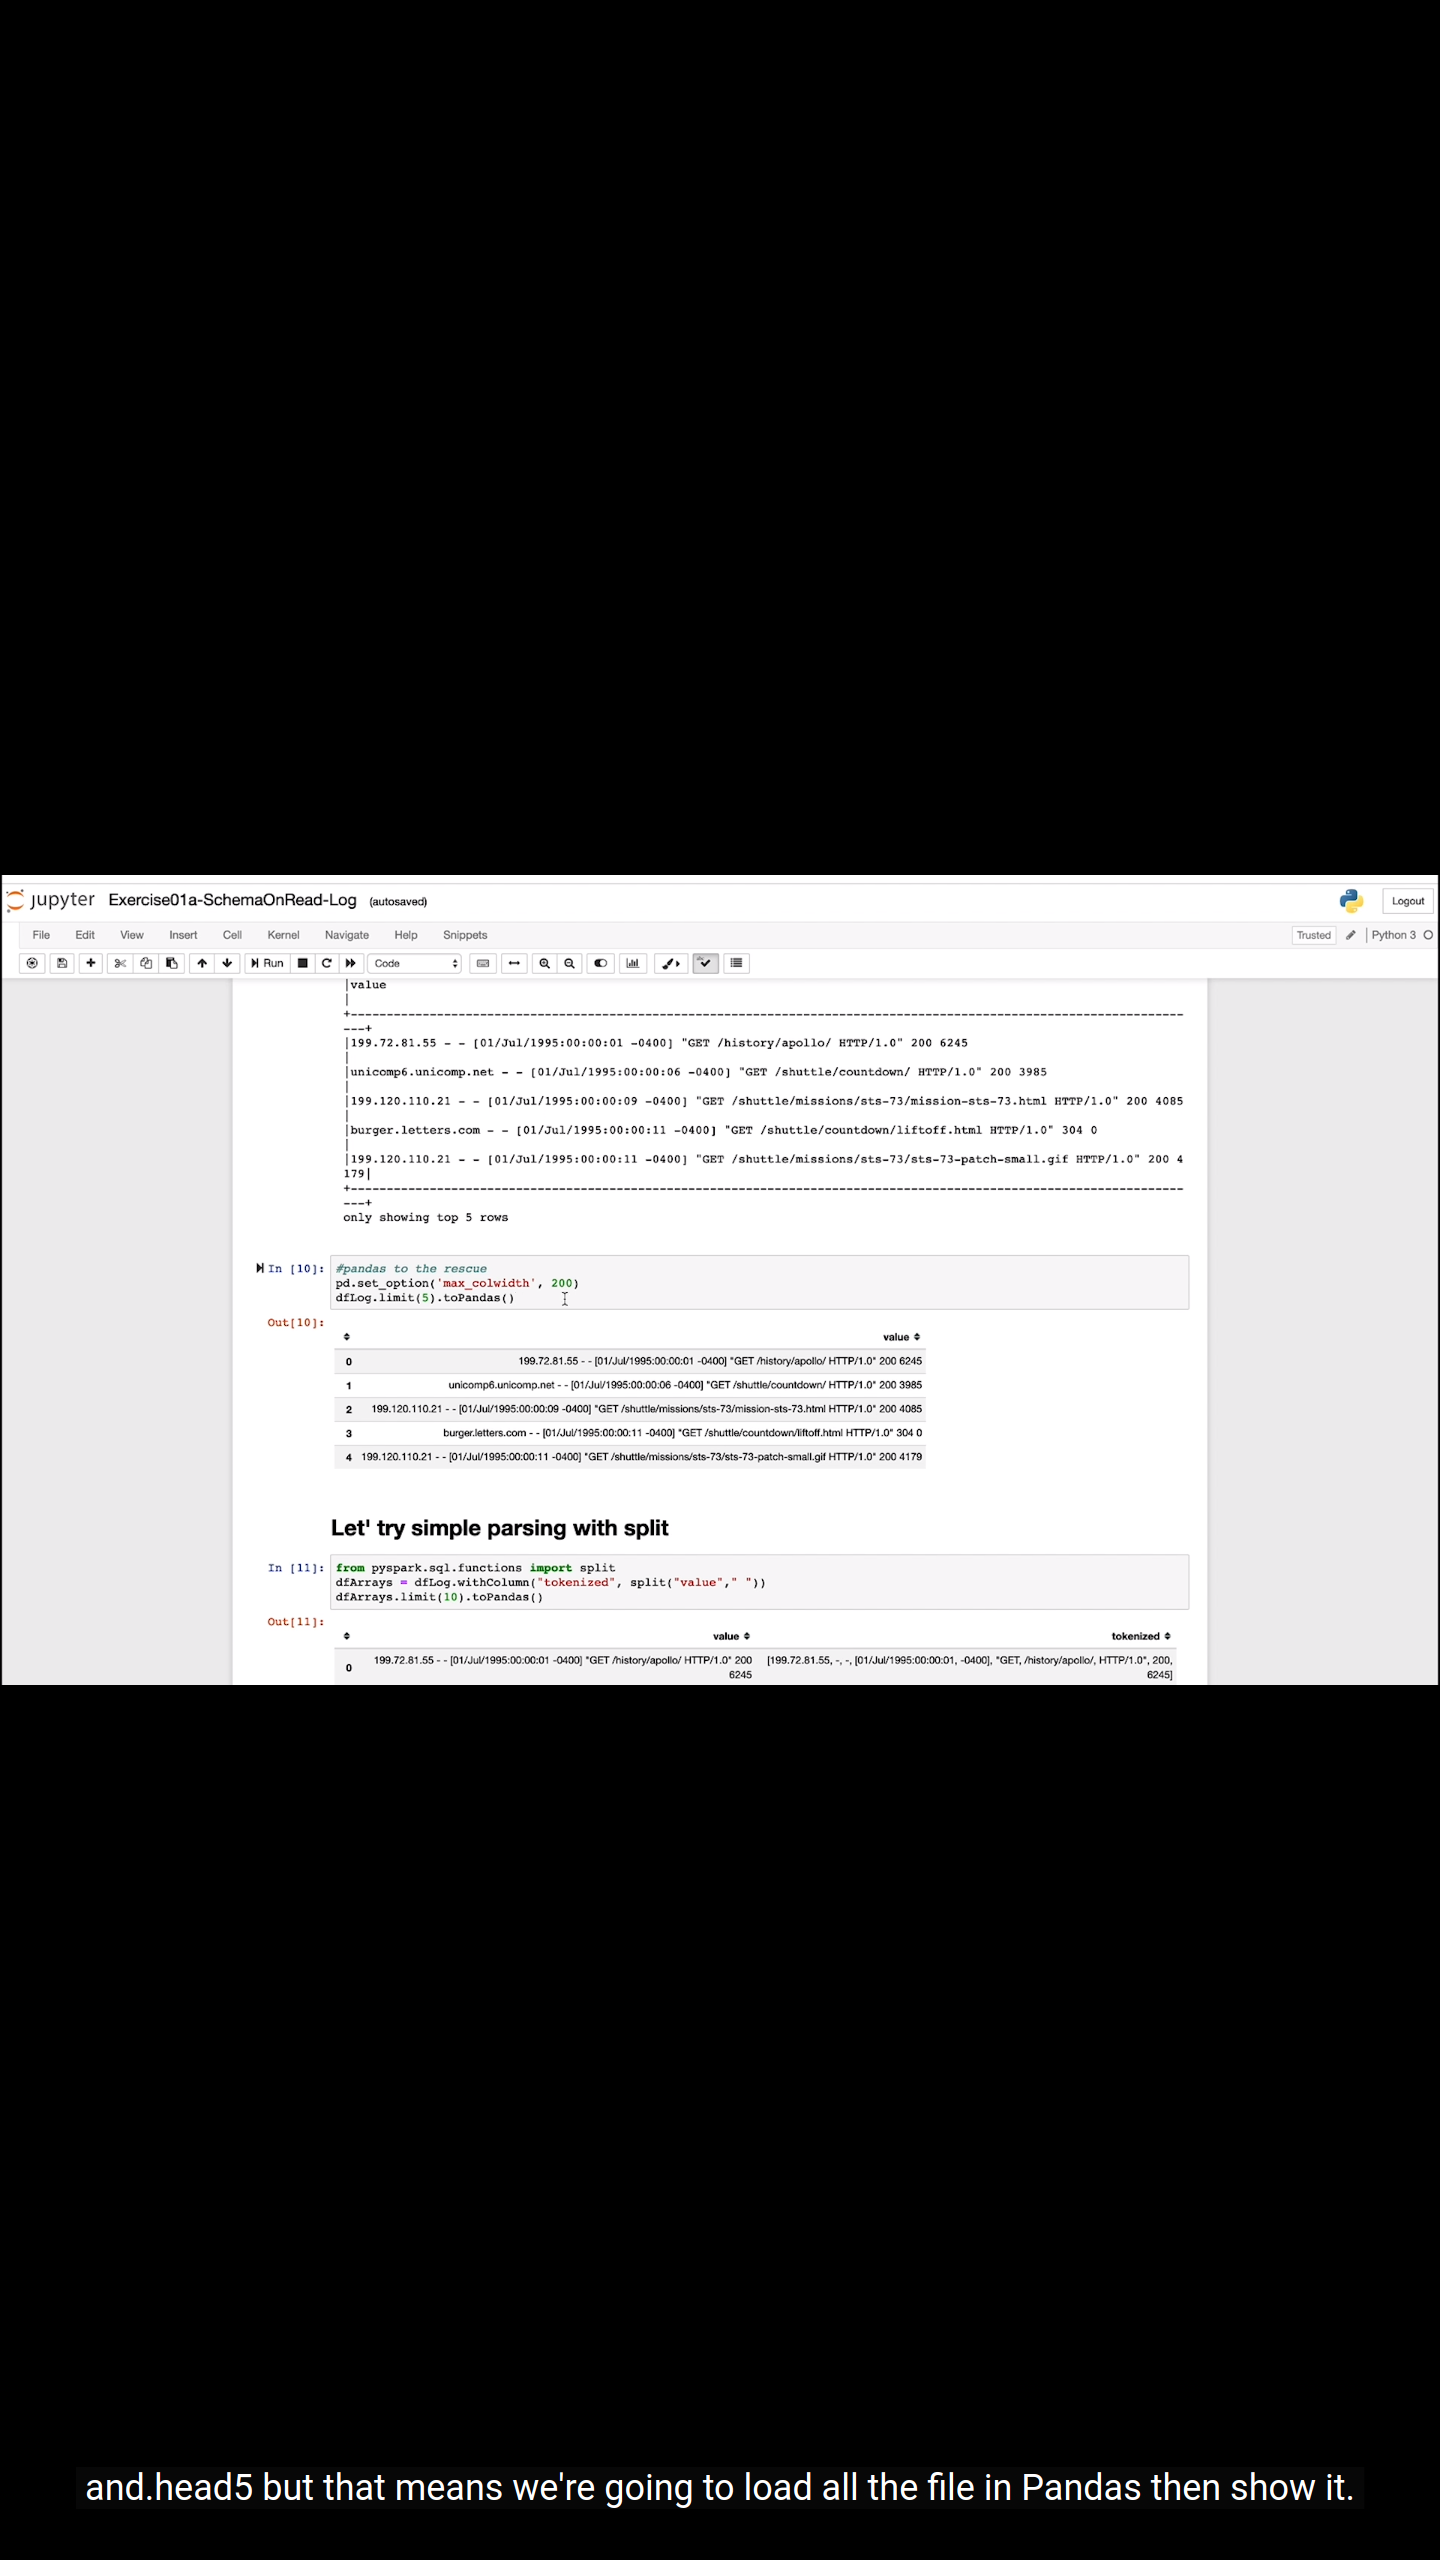 jupyter Exercise01a-SchemaOnRead-Log (autosaved) Logout
File Edit View Insert Cell Kernel Navigate Help Snippets Trusted Python 3
Run Code
|value
|
+--------------------------------------------------------------------------------------------------------------------
---+
|199.72.81.55 - - [01/Jul/1995:00:00:01 -0400] "GET /history/apollo/ HTTP/1.0" 200 6245
|
|unicomp6.unicomp.net - - [01/Jul/1995:00:00:06 -0400] "GET /shuttle/countdown/ HTTP/1.0" 200 3985
|
|199.120.110.21 - - [01/Jul/1995:00:00:09 -0400] "GET /shuttle/missions/sts-73/mission-sts-73.html HTTP/1.0" 200 4085
|
|burger.letters.com - - [01/Jul/1995:00:00:11 -0400] "GET /shuttle/countdown/liftoff.html HTTP/1.0" 304 0
|
|199.120.110.21 - - [01/Jul/1995:00:00:11 -0400] "GET /shuttle/missions/sts-73/sts-73-patch-small.gif HTTP/1.0" 200 4
179|
+--------------------------------------------------------------------------------------------------------------------
---+
only showing top 5 rows
In [10]: #pandas to the rescue
pd.set_option('max_colwidth', 200)
dfLog.limit(5).toPandas()
Out[10]:
value
0 199.72.81.55 - - [01/Jul/1995:00:00:01 -0400] "GET /history/apollo/ HTTP/1.0" 200 6245
1 unicomp6.unicomp.net - - [01/Jul/1995:00:00:06 -0400] "GET /shuttle/countdown/ HTTP/1.0" 200 3985
2 199.120.110.21 - - [01/Jul/1995:00:00:09 -0400] "GET /shuttle/missions/sts-73/mission-sts-73.html HTTP/1.0" 200 4085
3 burger.letters.com - - [01/Jul/1995:00:00:11 -0400] "GET /shuttle/countdown/liftoff.html HTTP/1.0" 304 0
4 199.120.110.21 - - [01/Jul/1995:00:00:11 -0400] "GET /shuttle/missions/sts-73/sts-73-patch-small.gif HTTP/1.0" 200 4179
Let' try simple parsing with split
In [11]: from pyspark.sql.functions import split
dfArrays = dfLog.withColumn("tokenized", split("value"," "))
dfArrays.limit(10).toPandas()
Out[11]:
value tokenized
0 199.72.81.55 - - [01/Jul/1995:00:00:01 -0400] "GET /history/apollo/ HTTP/1.0" 200 [199.72.81.55, -, -, [01/Jul/1995:00:00:01, -0400], "GET, /history/apollo/, HTTP/1.0", 200,
6245 6245]
and.head5 but that means we're going to load all the file in Pandas then show it.